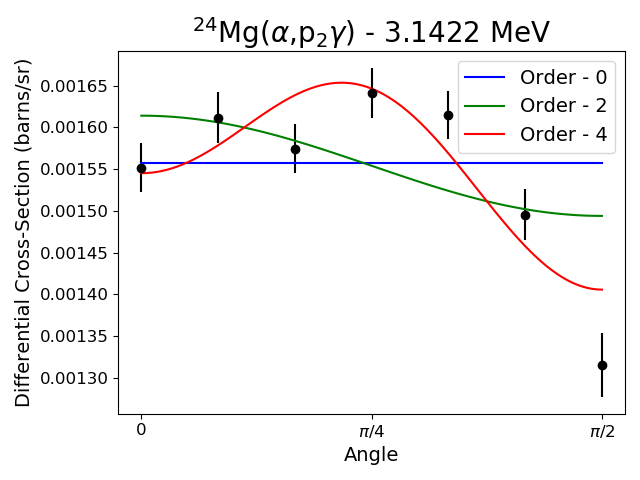 ²⁴Mg(α,p₂γ) - 3.1422 MeV
Differential Cross-Section (barns/sr)
0.00165
0.00160
0.00155
0.00150
0.00145
0.00140
0.00135
0.00130
Order - 0
Order - 2
Order - 4
0
π/4
π/2
Angle